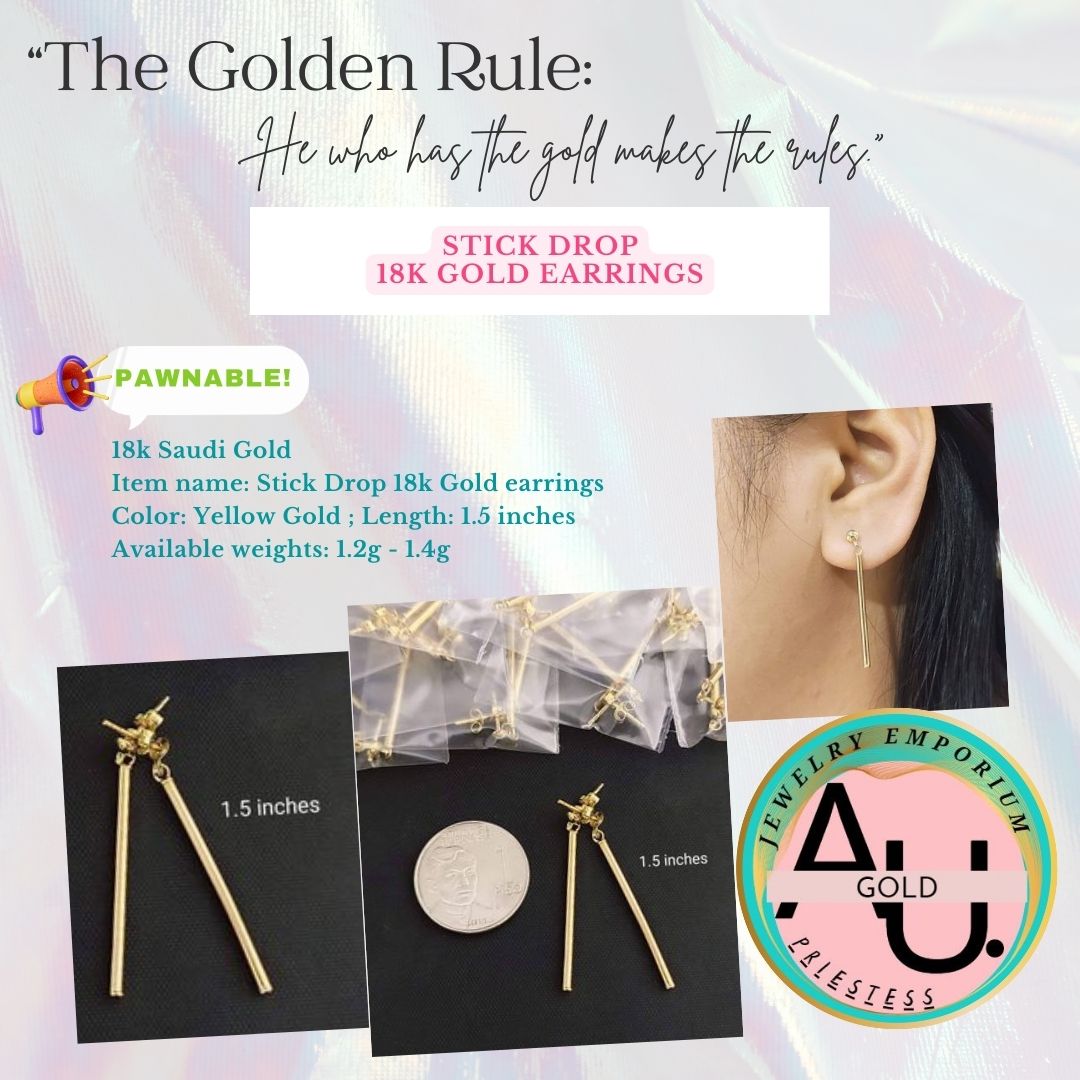 “The Golden Rule:
He who has the gold makes the rules.”
STICK DROP
18K GOLD EARRINGS
PAWNABLE!
18k Saudi Gold
Item name: Stick Drop 18k Gold earrings
Color: Yellow Gold ; Length: 1.5 inches
Available weights: 1.2g - 1.4g
1.5 inches
1.5 inches
JEWELRY EMPORIUM
AU.
GOLD
PRIESTESS